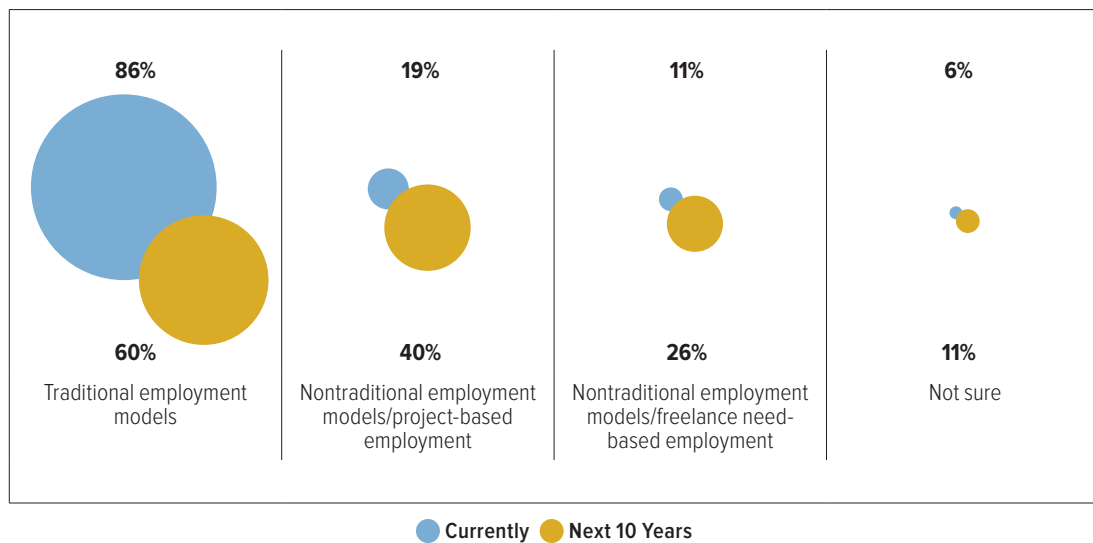 86%
19%
11%
6%
60%
40%
26%
11%
Traditional employment
models
Nontraditional employment
models/project-based
employment
Nontraditional employment
models/freelance need-
based employment
Not sure
Currently
Next 10 Years